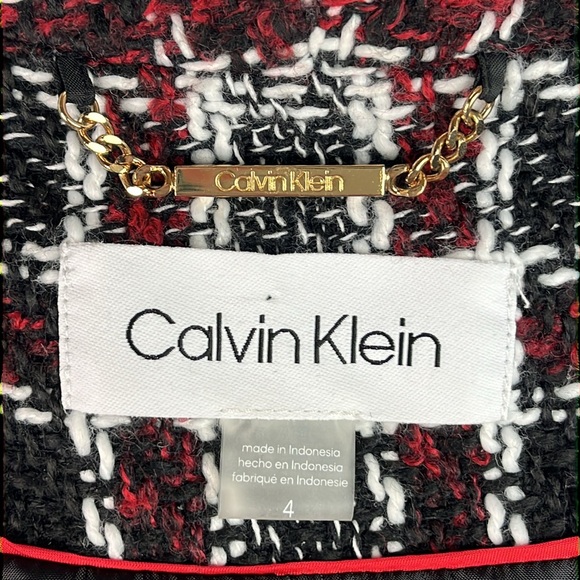 Calvin Klein
Calvin Klein
made in Indonesia
hecho en Indonesia
fabriqué en Indonesie
4